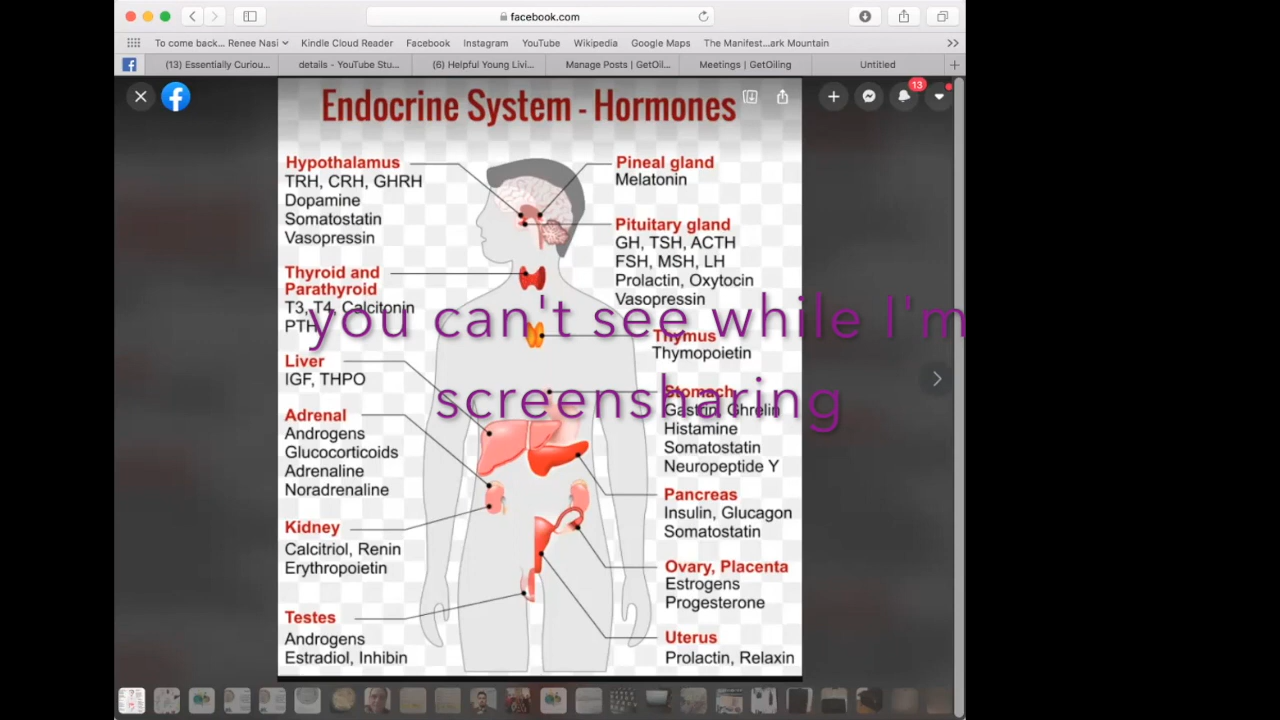 facebook.com
To come back... Renee Nasi
Kindle Cloud Reader
Facebook
Instagram
YouTube
Wikipedia
Google Maps
The Manifest...ark Mountain
(13) Essentially Curiou...
details - YouTube Stu...
(6) Helpful Young Livi...
Manage Posts | GetOil...
Meetings | GetOiling
Untitled
13
Endocrine System - Hormones
Hypothalamus
TRH, CRH, GHRH
Dopamine
Somatostatin
Vasopressin
Thyroid and
Parathyroid
T3, T4, Calcitonin
PTH
Liver
IGF, THPO
Adrenal
Androgens
Glucocorticoids
Adrenaline
Noradrenaline
Kidney
Calcitriol, Renin
Erythropoietin
Testes
Androgens
Estradiol, Inhibin
Pineal gland
Melatonin
Pituitary gland
GH, TSH, ACTH
FSH, MSH, LH
Prolactin, Oxytocin
Vasopressin
Thymus
Thymopoietin
Stomach
Gastrin, Ghrelin
Histamine
Somatostatin
Neuropeptide Y
Pancreas
Insulin, Glucagon
Somatostatin
Ovary, Placenta
Estrogens
Progesterone
Uterus
Prolactin, Relaxin
you can't see while I'm
screensharing